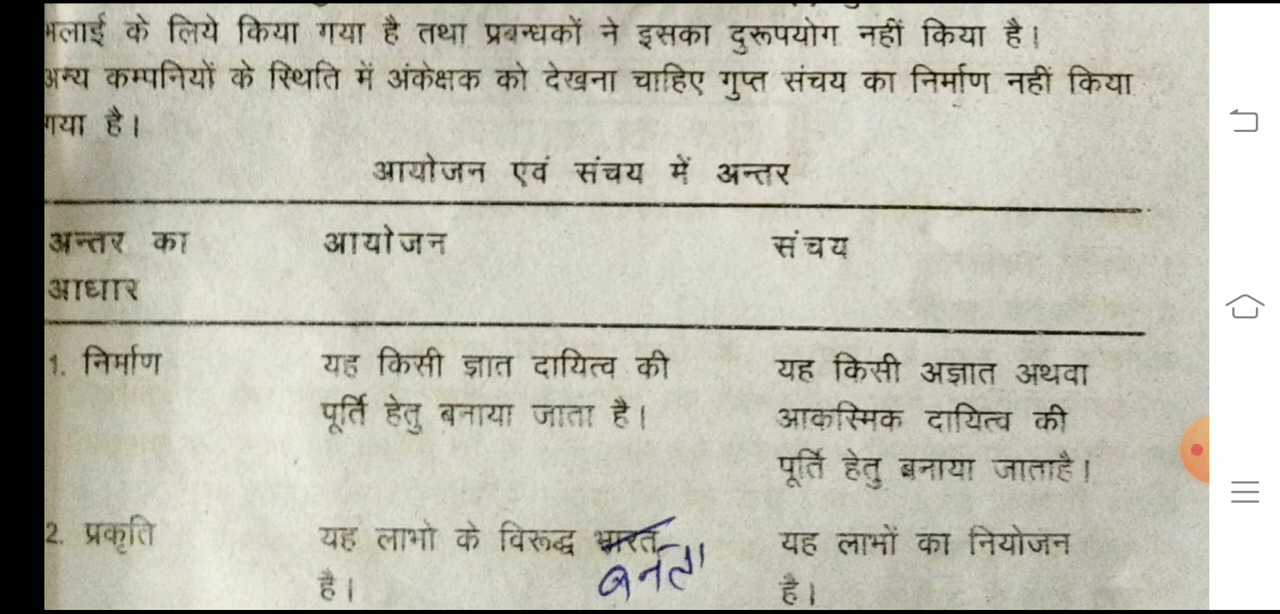 भलाई के लिये किया गया है तथा प्रबन्धकों ने इसका दुरूपयोग नहीं किया है।
अन्य कम्पनियों के स्थिति में अंकेक्षक को देखना चाहिए गुप्त संचय का निर्माण नहीं किया
गया है।
आयोजन एवं संचय में अन्तर
अन्तर का आयोजन संचय
आधार
1. निर्माण यह किसी ज्ञात दायित्व की यह किसी अज्ञात अथवा
पूर्ति हेतु बनाया जाता है। आकस्मिक दायित्व की
पूर्ति हेतु बनाया जाताहै।
2. प्रकृति यह लाभो के विरूद्ध भारत यह लाभों का नियोजन
है। बनता है।